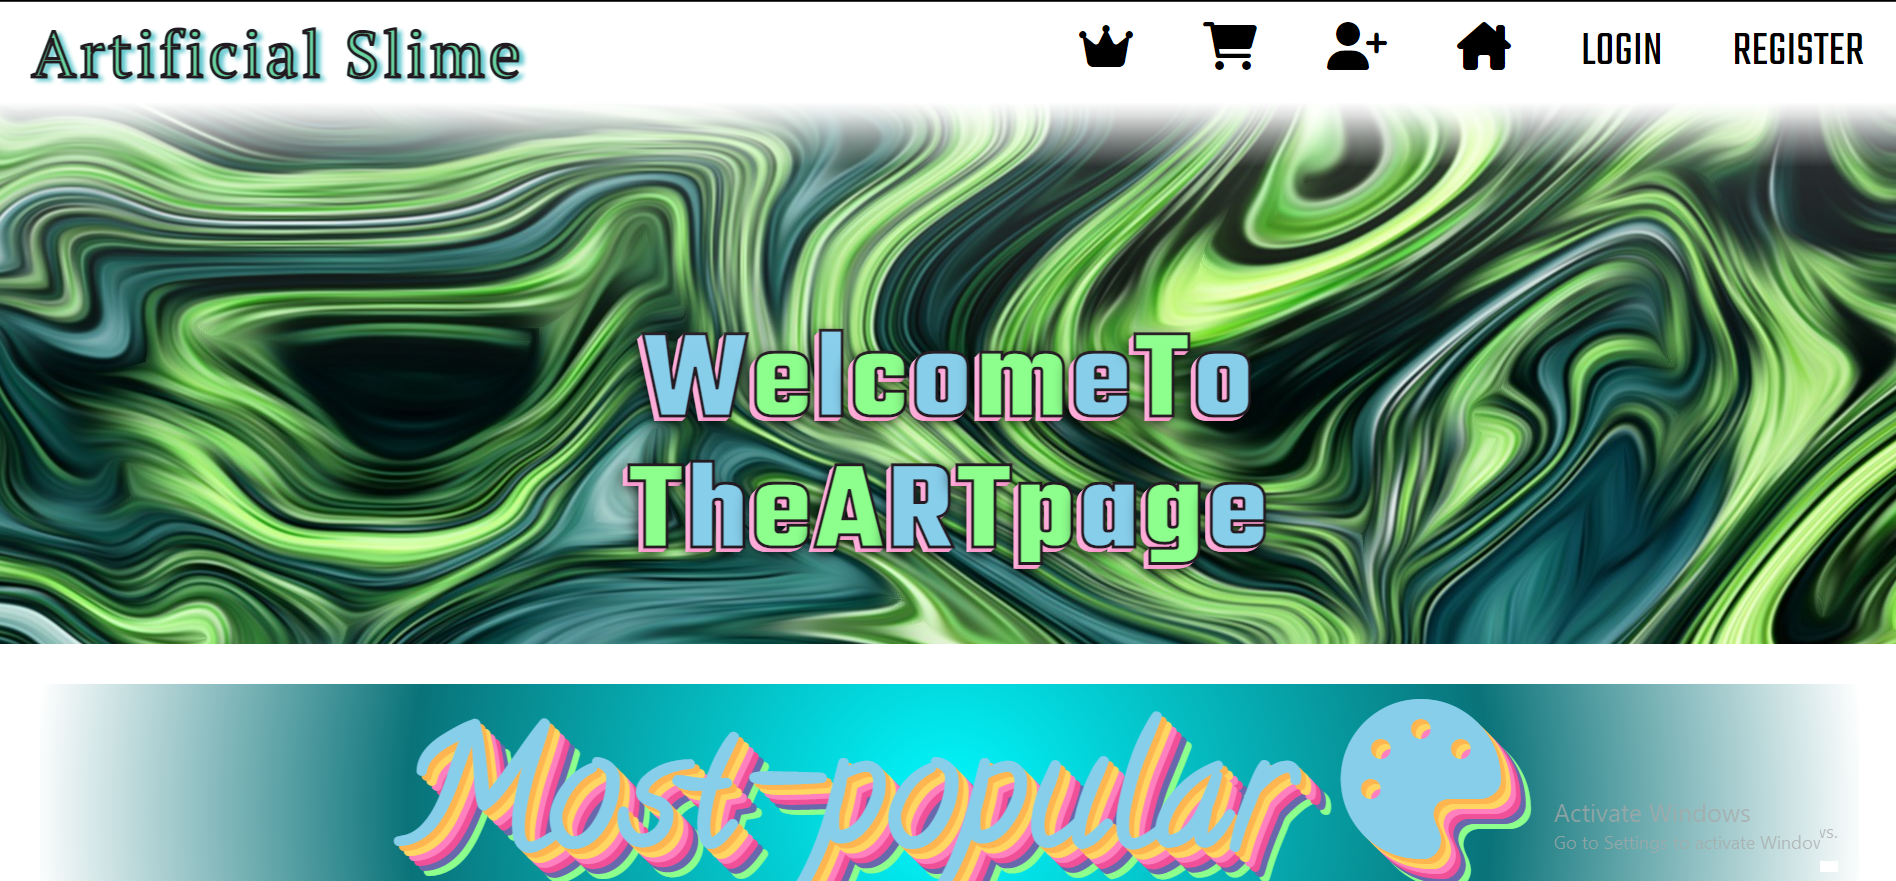 Artificial Slime
LOGIN
REGISTER
WelcomeTo
TheARTpage
Most-popular
Activate Windows
Go to Settings to activate Windows.